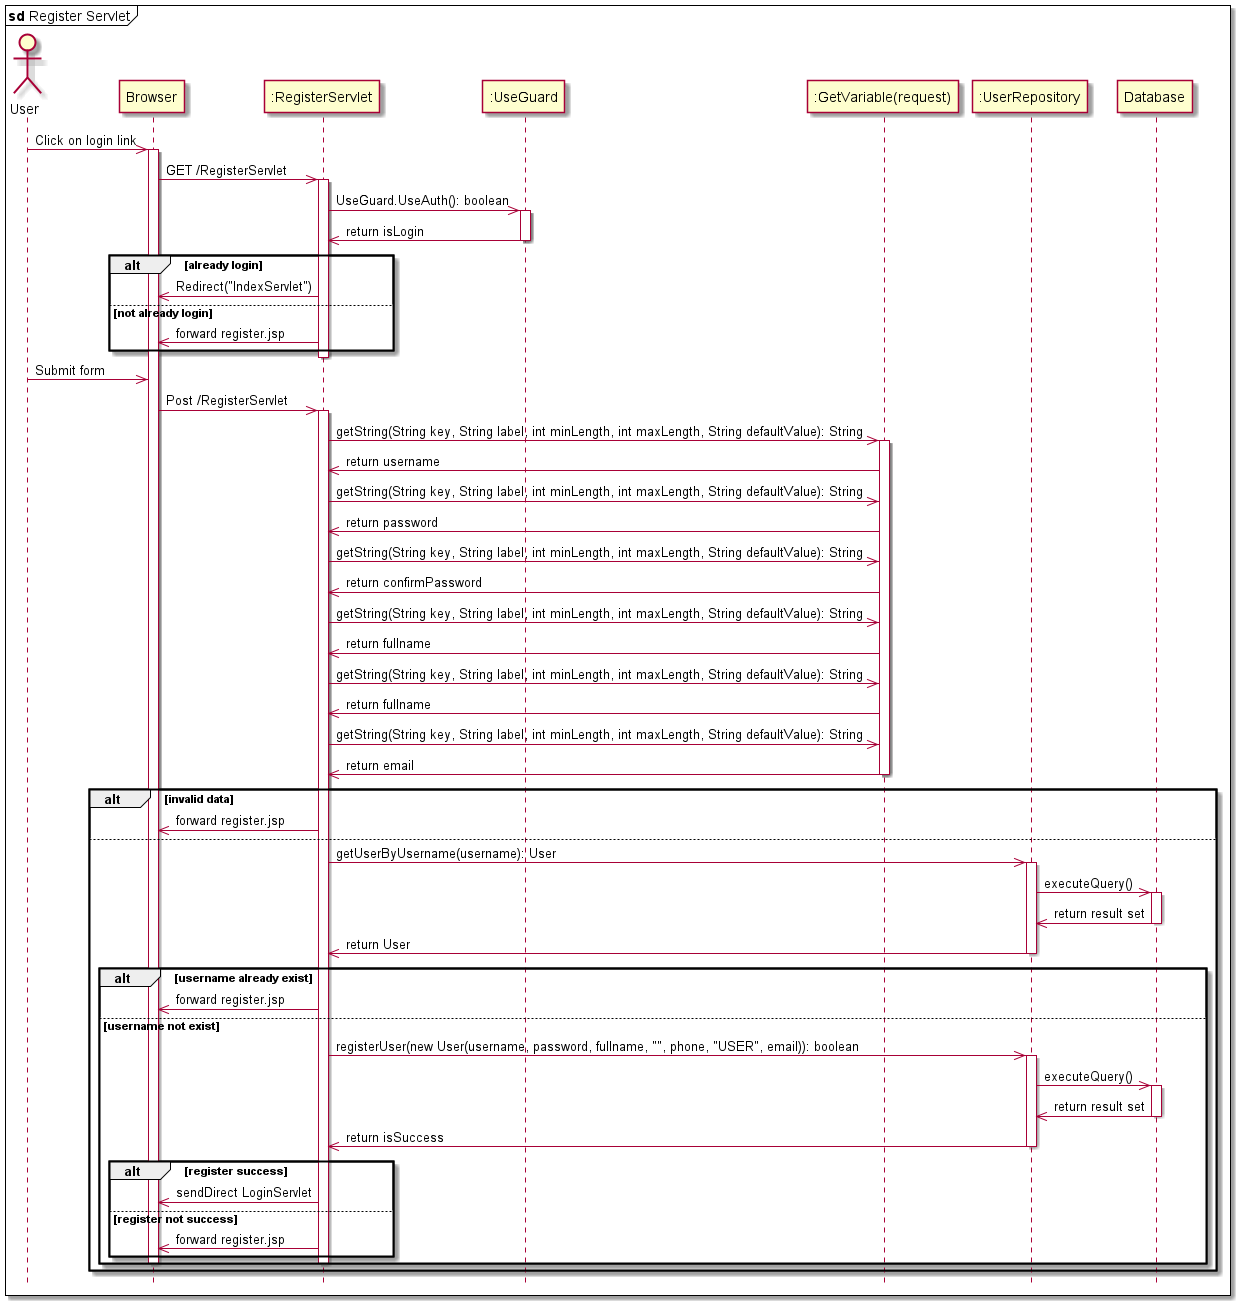 sd Register Servlet
User
Browser
:RegisterServlet
:UseGuard
:GetVariable(request)
:UserRepository
Database
Click on login link
GET /RegisterServlet
UseGuard.UseAuth(): boolean
return isLogin
alt [already login]
Redirect("IndexServlet")
[not already login]
forward register.jsp
Submit form
Post /RegisterServlet
getString(String key, String label, int minLength, int maxLength, String defaultValue): String
return username
getString(String key, String label, int minLength, int maxLength, String defaultValue): String
return password
getString(String key, String label, int minLength, int maxLength, String defaultValue): String
return confirmPassword
getString(String key, String label, int minLength, int maxLength, String defaultValue): String
return fullname
getString(String key, String label, int minLength, int maxLength, String defaultValue): String
return fullname
getString(String key, String label, int minLength, int maxLength, String defaultValue): String
return email
alt [invalid data]
forward register.jsp
getUserByUsername(username): User
executeQuery()
return result set
return User
alt [username already exist]
forward register.jsp
[username not exist]
registerUser(new User(username, password, fullname, "", phone, "USER", email)): boolean
executeQuery()
return result set
return isSuccess
alt [register success]
sendDirect LoginServlet
[register not success]
forward register.jsp